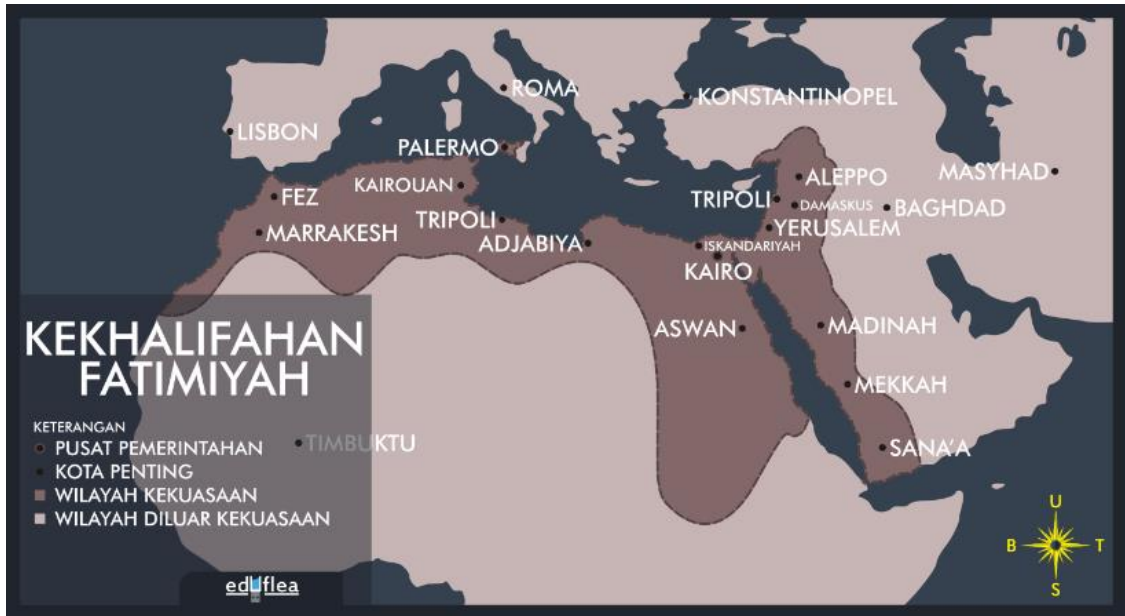 ROMA
KONSTANTINOPEL
LISBON
PALERMO
MASYHAD
ALEPPO
KAIROUAN
FEZ
TRIPOLI
DAMASKUS
BAGHDAD
TRIPOLI
YERUSALEM
MARRAKESH
ADJABIYA
ISKANDARIYAH
KAIRO
ASWAN
MADINAH
MEKKAH
SANA'A
TIMBUKTU
KEKHALIFAHAN
FATIMIYAH
KETERANGAN
PUSAT PEMERINTAHAN
KOTA PENTING
WILAYAH KEKUASAAN
WILAYAH DILUAR KEKUASAAN
eduflea
U
B T
S